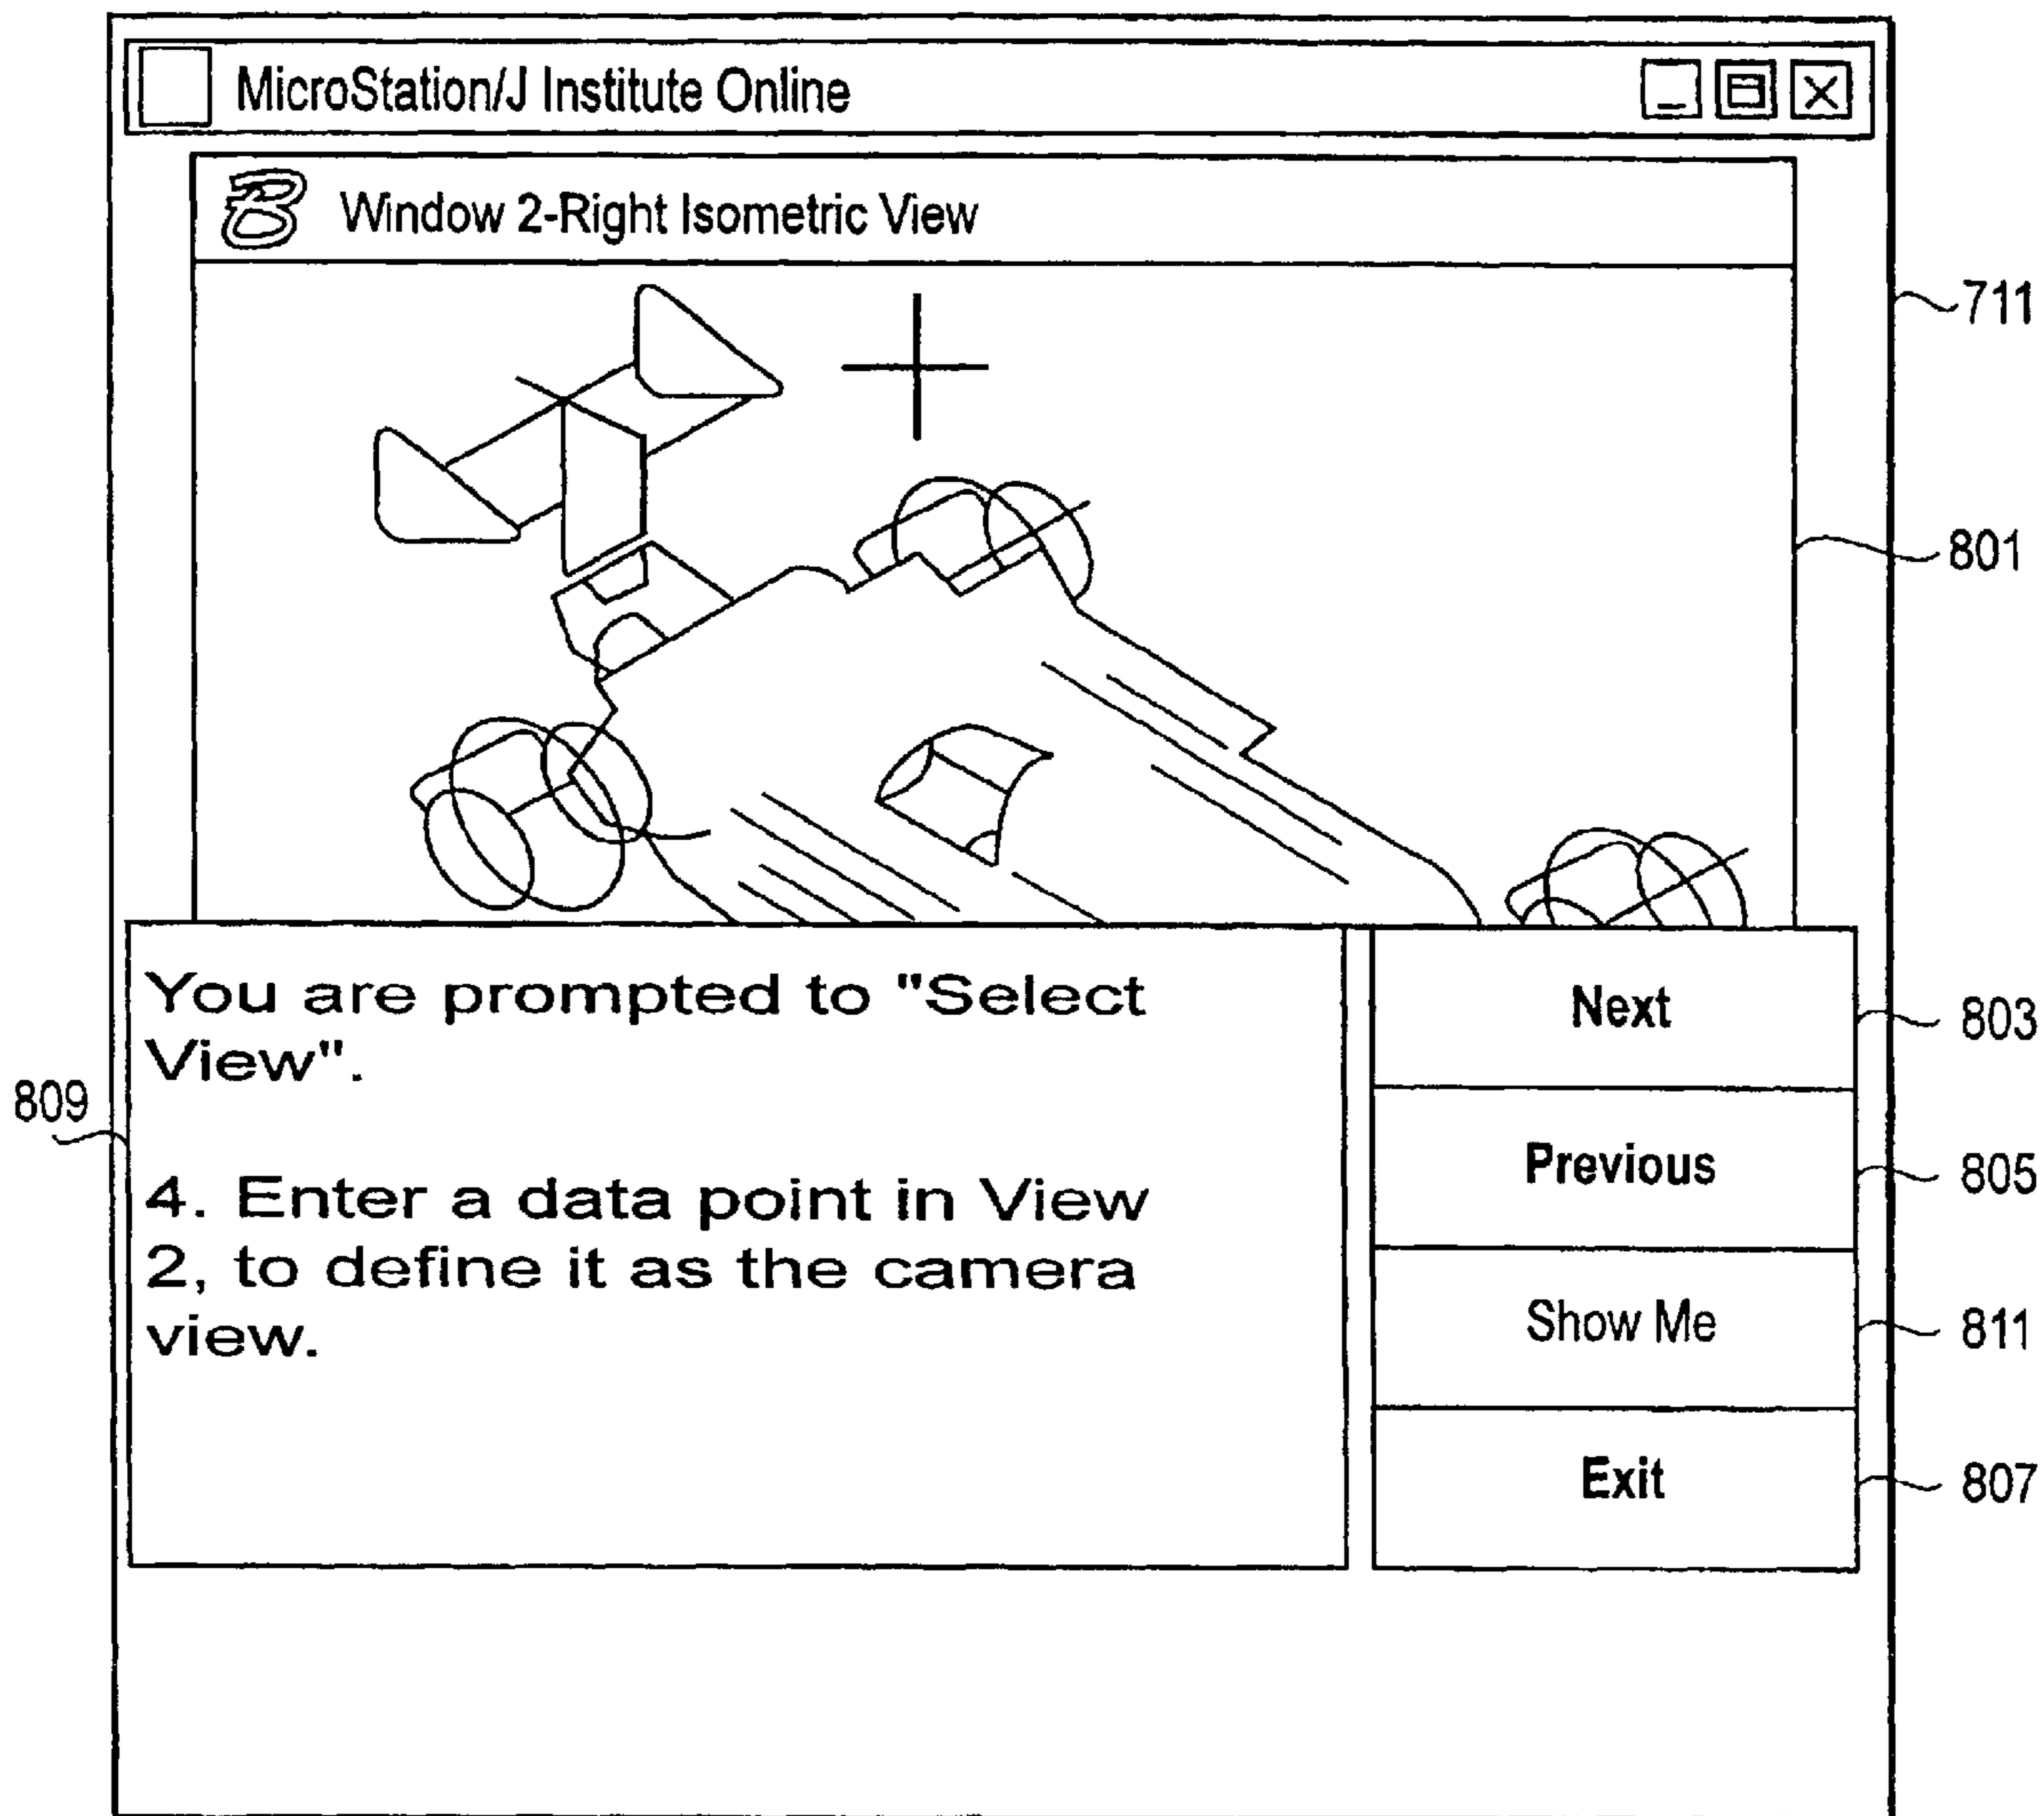 MicroStation/J Institute Online
Window 2-Right Isometric View
711
801
You are prompted to "Select
View".
4. Enter a data point in View
2, to define it as the camera
view.
809
Next
803
Previous
805
Show Me
811
Exit
807